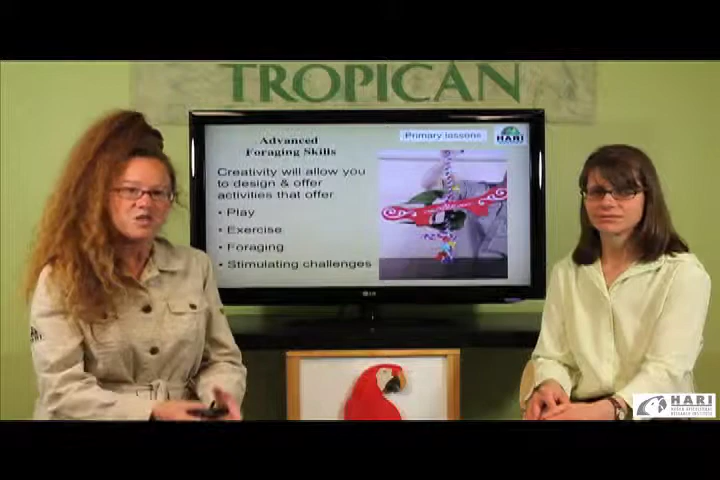 TROPICAN
Advanced
Foraging Skills
Primary lessons
HARI
Creativity will allow you
to design & offer
activities that offer
• Play
• Exercise
• Foraging
• Stimulating challenges
LG
HARI